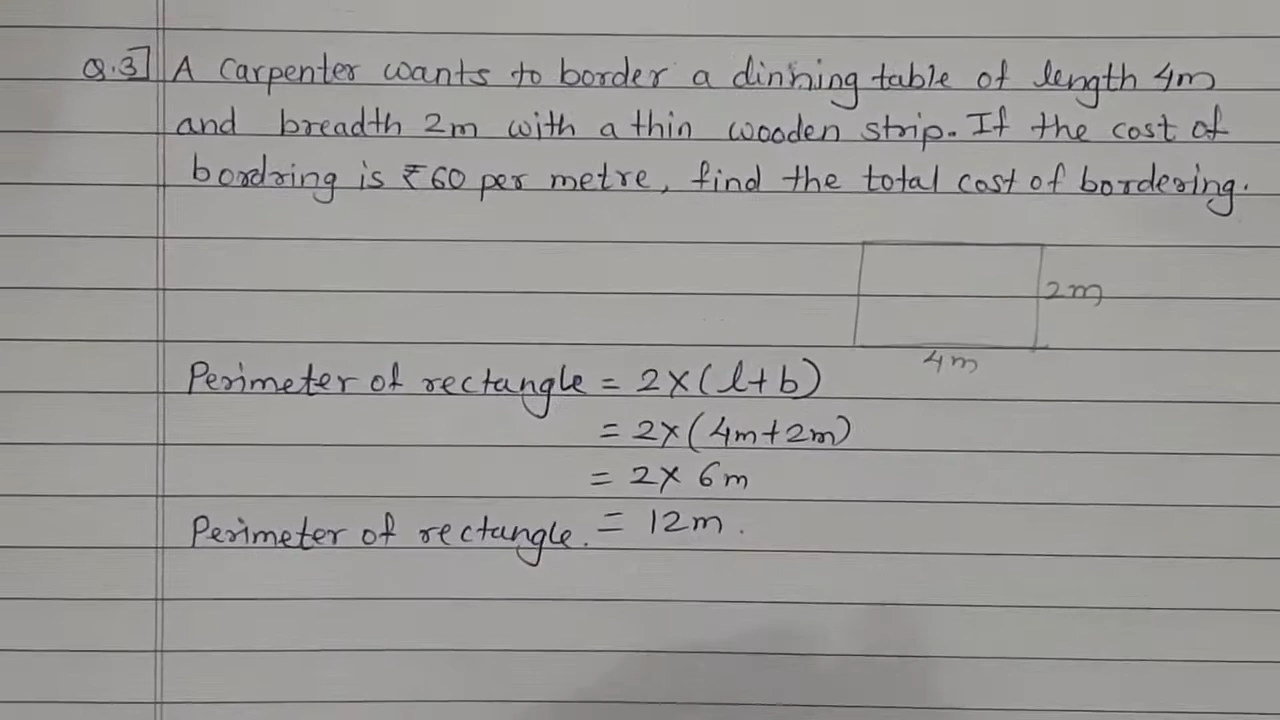 Q.3] A Carpenter wants to border a dinning table of length 4m
and breadth 2m with a thin wooden strip. If the cost of
bordring is ₹60 per metre, find the total cost of bordering.
2m
4m
Perimeter of rectangle = 2×(l+b)
= 2×(4m+2m)
= 2× 6m
Perimeter of rectangle. = 12m.